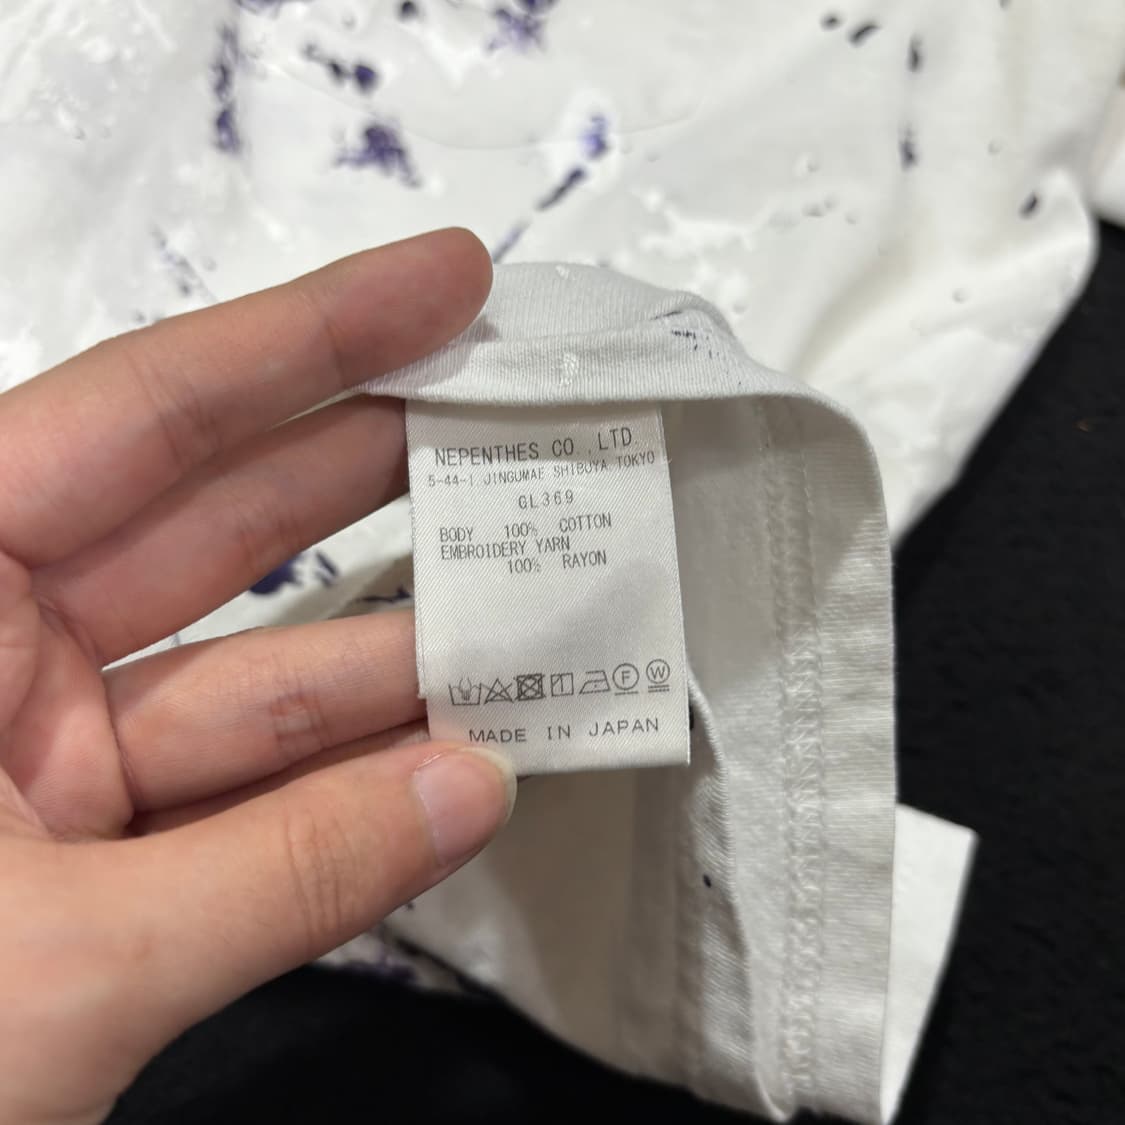 NEPENTHES CO.,LTD.
5-44-1 JINGUMAE SHIBUYA TOKYO
GL369
BODY 100% COTTON
EMBROIDERY YARN
100% RAYON
F W
MADE IN JAPAN